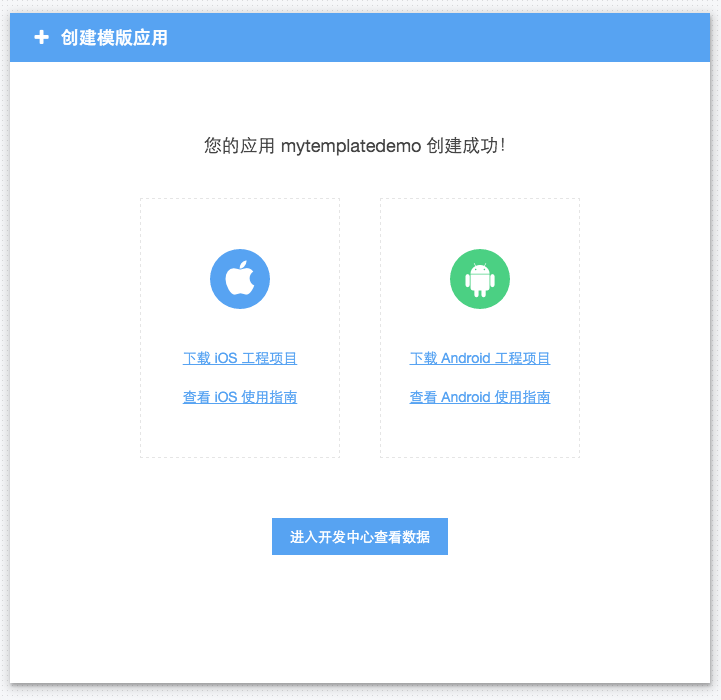 创建模版应用
您的应用 mytemplatedemo 创建成功！
下载 iOS 工程项目
查看 iOS 使用指南
下载 Android 工程项目
查看 Android 使用指南
进入开发中心查看数据